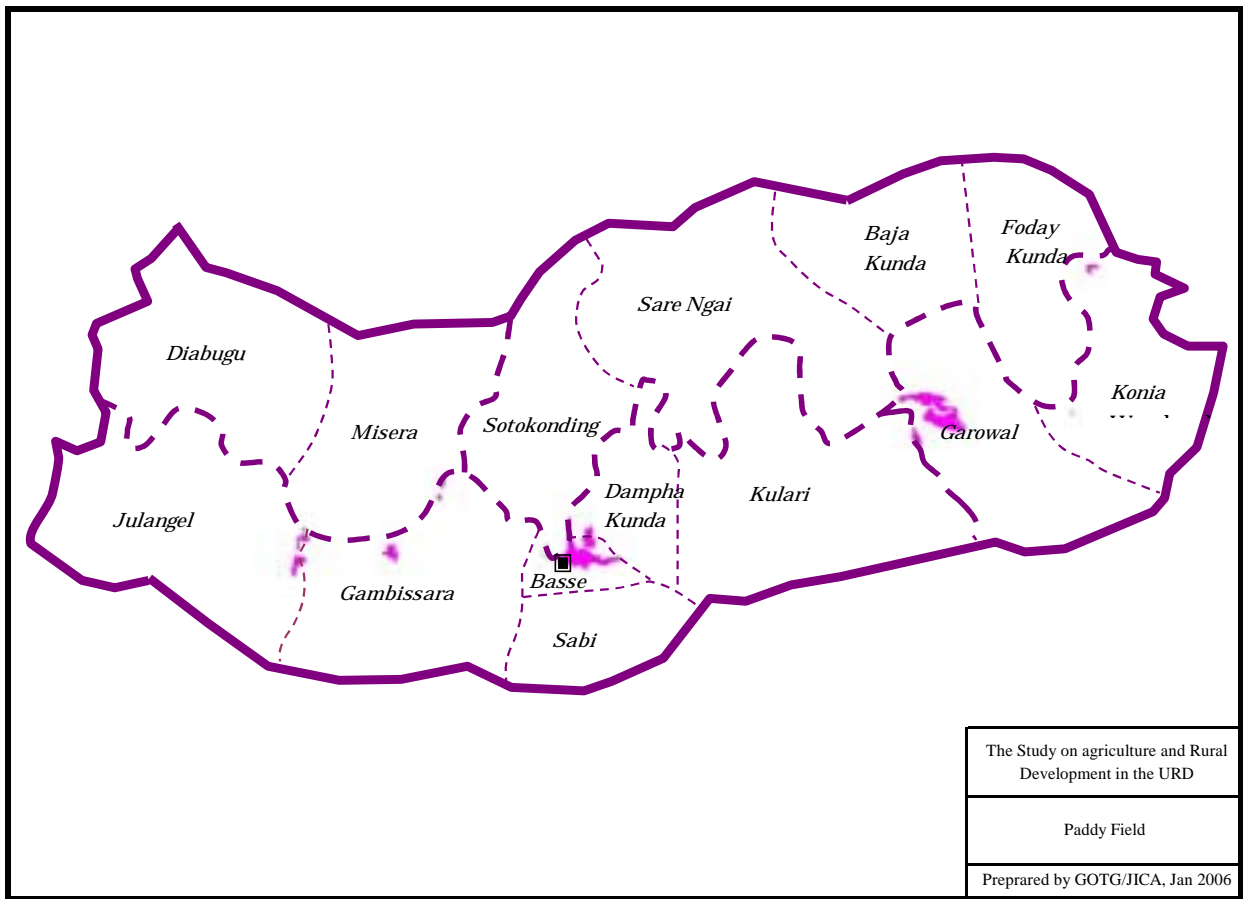 Baja
Kunda
Foday
Kunda
Sare Ngai
Diabugu
Konia
Misera
Sotokonding
Garowal
Dampha
Kunda
Kulari
Julangel
Basse
Gambissara
Sabi
The Study on agriculture and Rural
Development in the URD
Paddy Field
Preprared by GOTG/JICA, Jan 2006